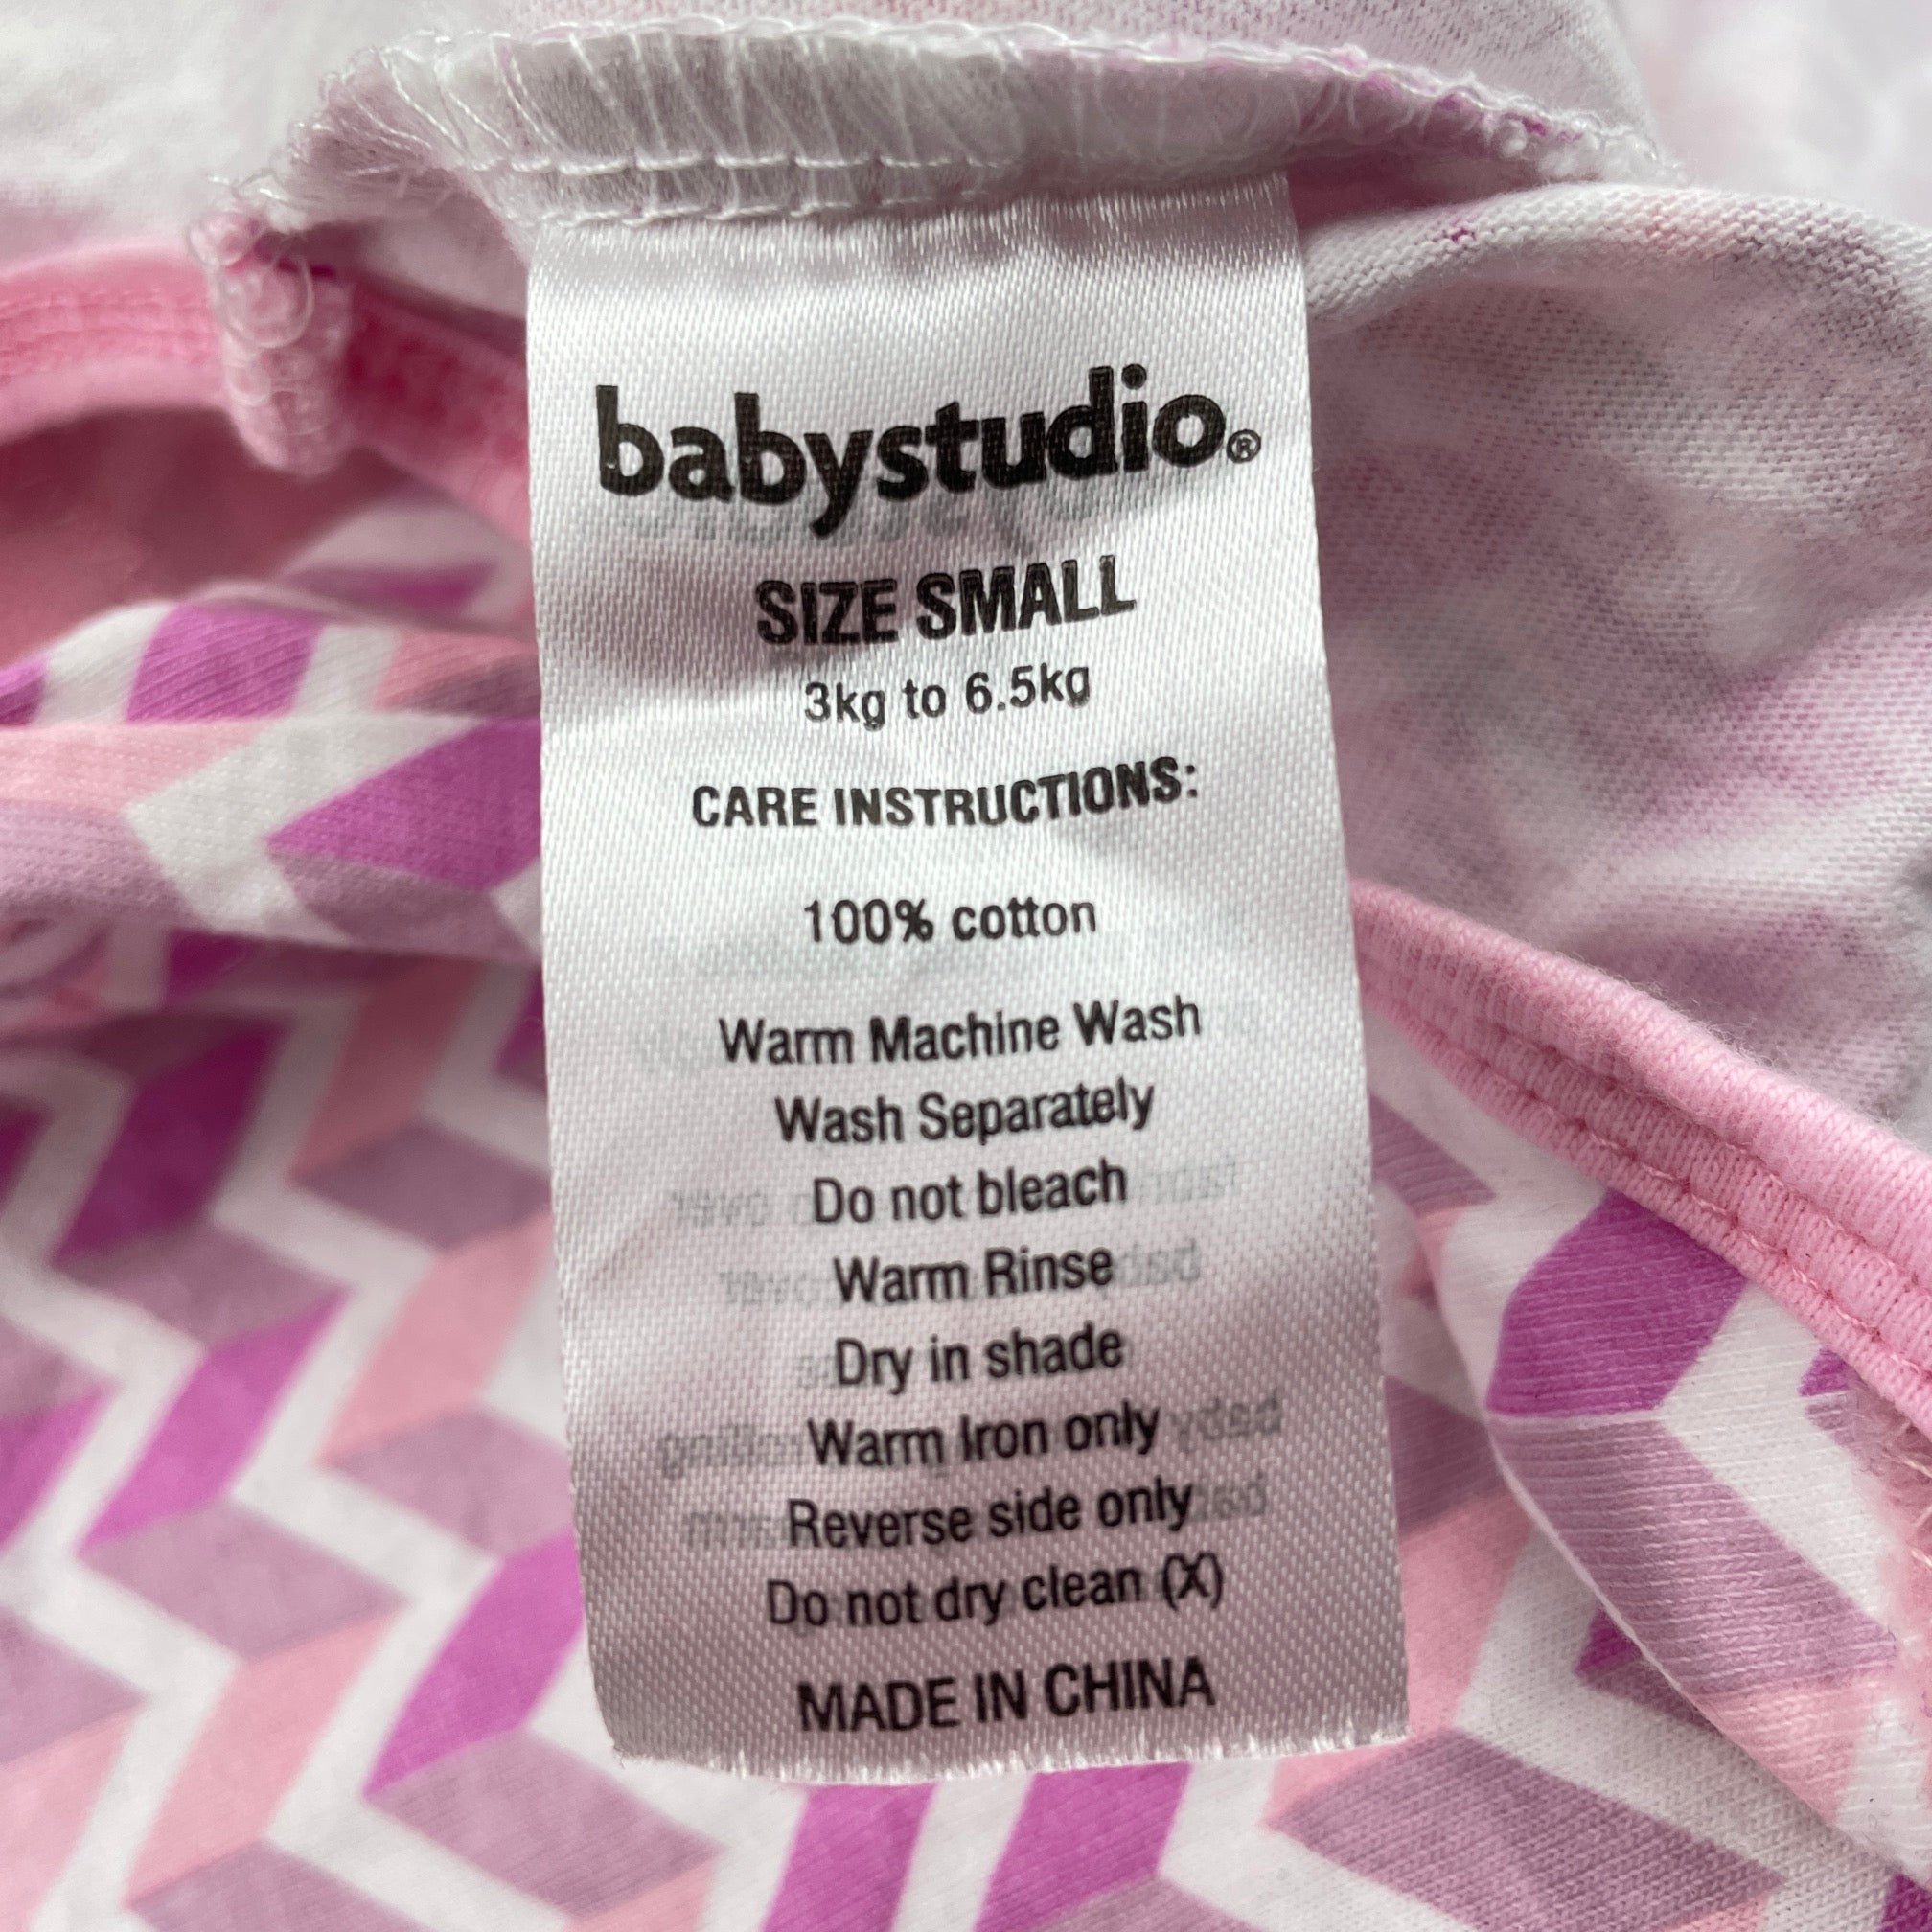 babystudio®
SIZE SMALL
3kg to 6.5kg
CARE INSTRUCTIONS:
100% cotton
Warm Machine Wash
Wash Separately
Do not bleach
Warm Rinse
Dry in shade
Warm Iron only
Reverse side only
Do not dry clean (X)
MADE IN CHINA